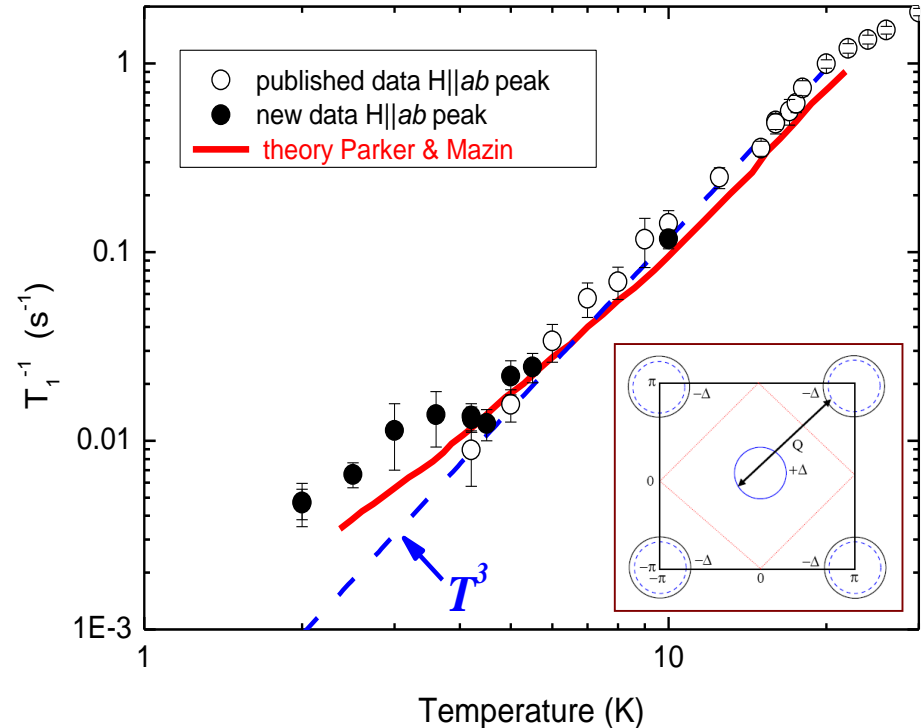 1
0.1
0.01
1E-3
T₁⁻¹ (s⁻¹)
published data H||ab peak
new data H||ab peak
theory Parker & Mazin
T³
π
−Δ
−Δ
Q
+Δ
0
−π
−Δ
−Δ
−π
0
π
1
10
Temperature (K)